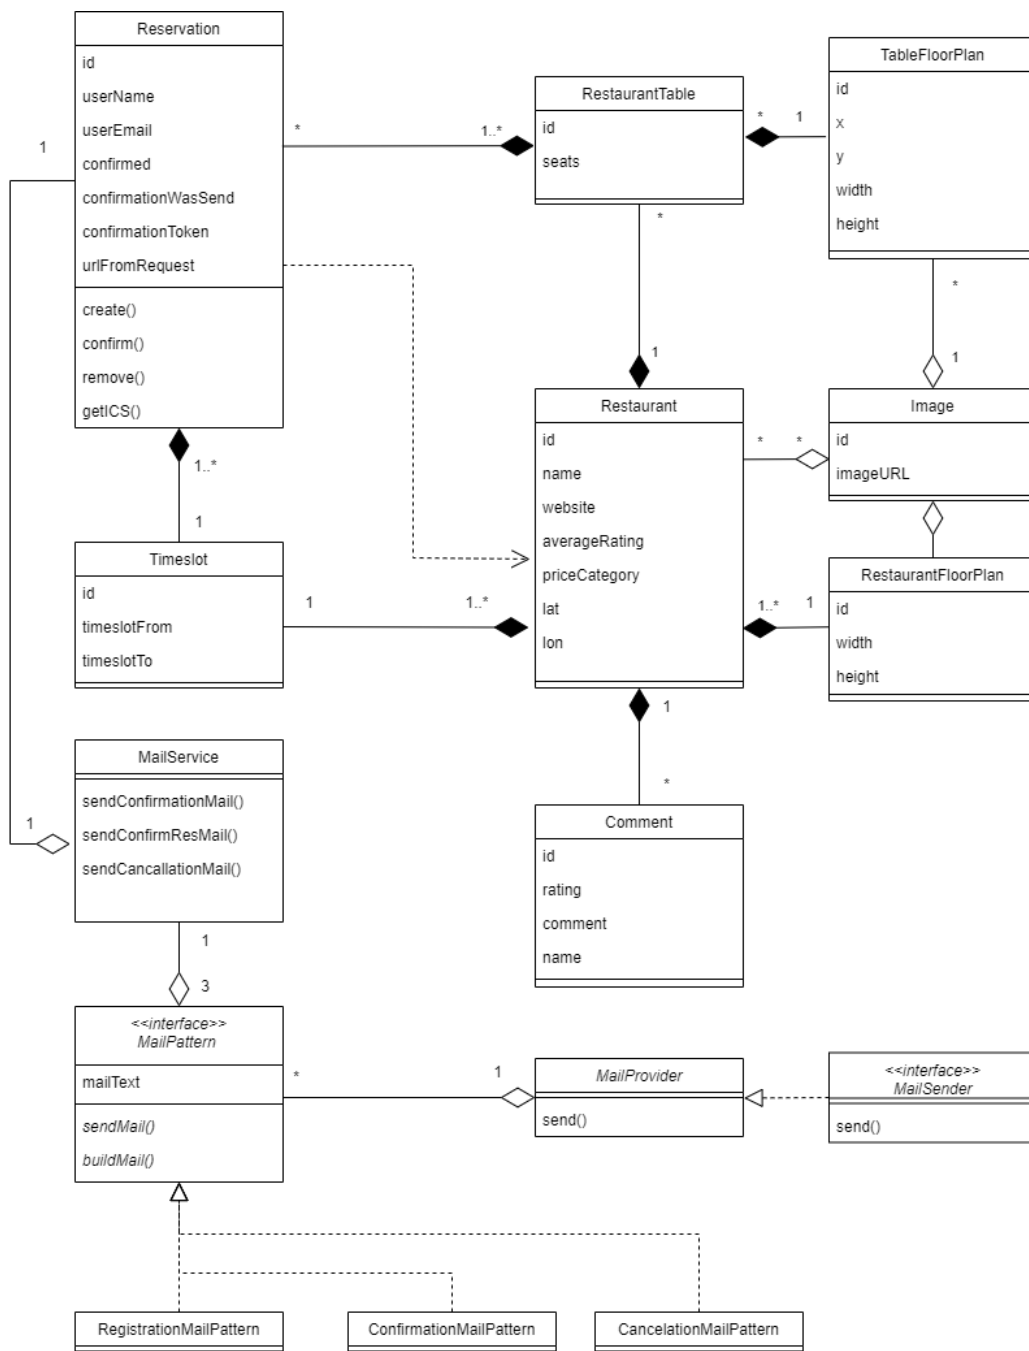 Reservation
id
userName
userEmail
confirmed
confirmationWasSend
confirmationToken
urlFromRequest
create()
confirm()
remove()
getICS()
RestaurantTable
id
seats
TableFloorPlan
id
x
y
width
height
*
1..*
*
1
1
*
1
*
1
Restaurant
id
name
website
averageRating
priceCategory
lat
lon
Image
id
imageURL
*
*
1..*
1
Timeslot
id
timeslotFrom
timeslotTo
1
1..*
1..*
1
RestaurantFloorPlan
id
width
height
1
*
MailService
sendConfirmationMail()
sendConfirmResMail()
sendCancallationMail()
1
Comment
id
rating
comment
name
1
3
<<interface>>
MailPattern
mailText
sendMail()
buildMail()
*
1
MailProvider
send()
<<interface>>
MailSender
send()
RegistrationMailPattern
ConfirmationMailPattern
CancelationMailPattern